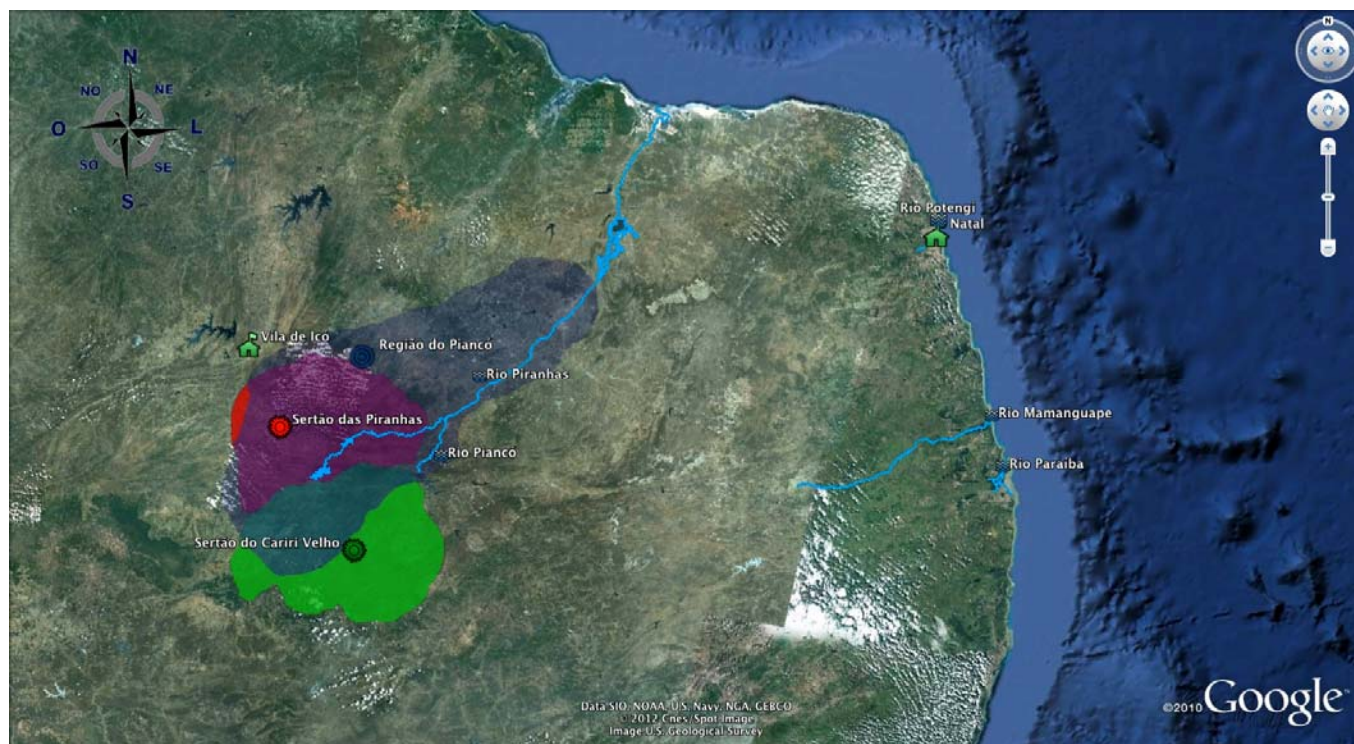 N
NO
NE
O
L
SO
SE
S
N
Rio Potengi
Natal
Vila de Icó
Região do Piancó
Rio Piranhas
Sertão das Piranhas
Rio Mamanguape
Rio Piancó
Rio Paraíba
Sertão do Cariri Velho
Data SIO, NOAA, U.S. Navy, NGA, GEBCO
© 2012 Cnes/Spot Image
Image U.S. Geological Survey
©2010 Google